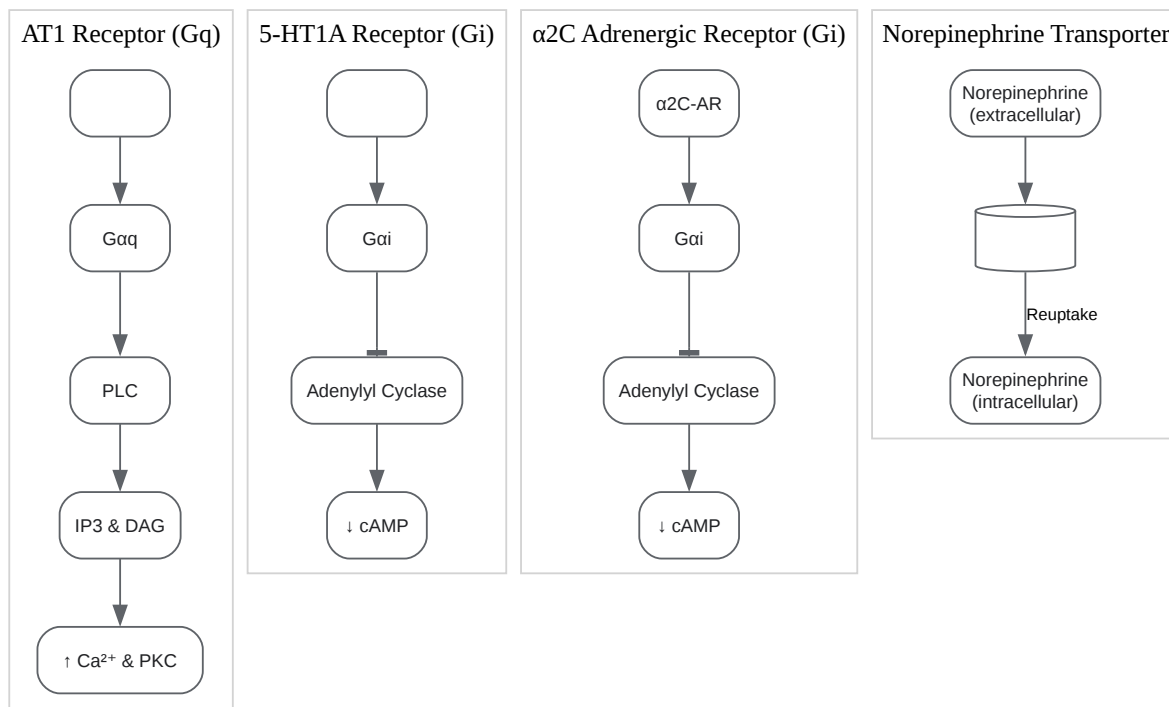 AT1 Receptor (Gq)
Gαq
PLC
IP3 & DAG
↑ Ca²⁺ & PKC
5-HT1A Receptor (Gi)
Gαi
Adenylyl Cyclase
↓ cAMP
α2C Adrenergic Receptor (Gi)
α2C-AR
Gαi
Adenylyl Cyclase
↓ cAMP
Norepinephrine Transporter
Norepinephrine
(extracellular)
Reuptake
Norepinephrine
(intracellular)